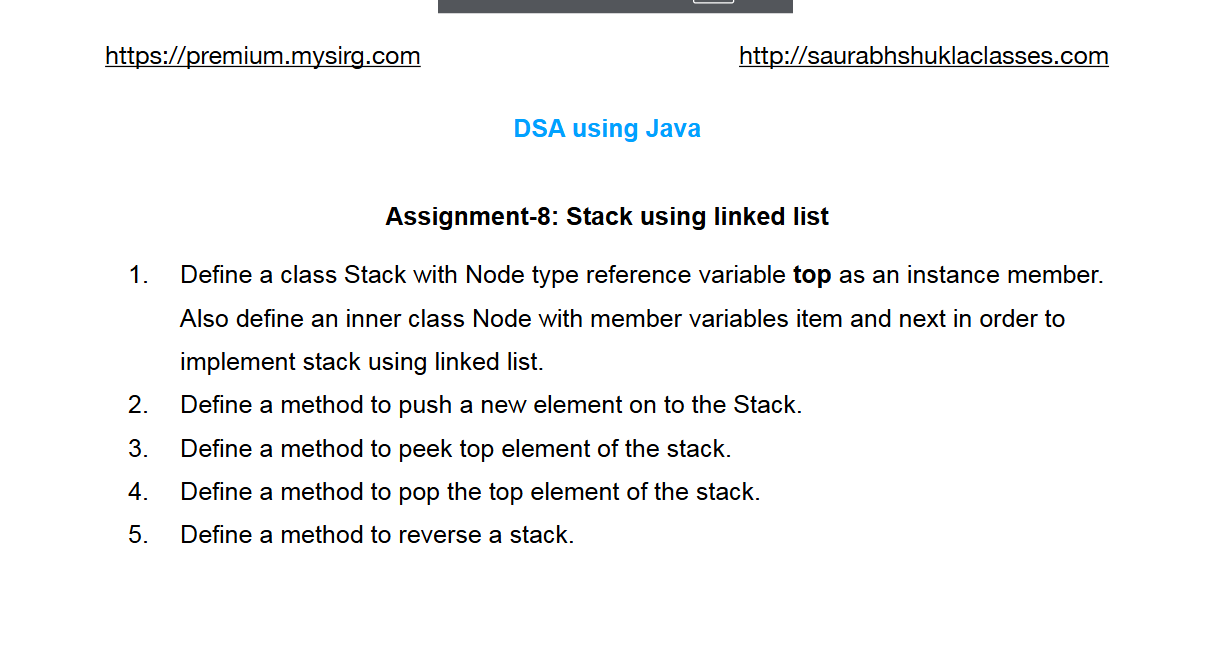 https://premium.mysirg.com http://saurabhshuklaclasses.com
DSA using Java
Assignment-8: Stack using linked list
1. Define a class Stack with Node type reference variable top as an instance member.
Also define an inner class Node with member variables item and next in order to
implement stack using linked list.
2. Define a method to push a new element on to the Stack.
3. Define a method to peek top element of the stack.
4. Define a method to pop the top element of the stack.
5. Define a method to reverse a stack.